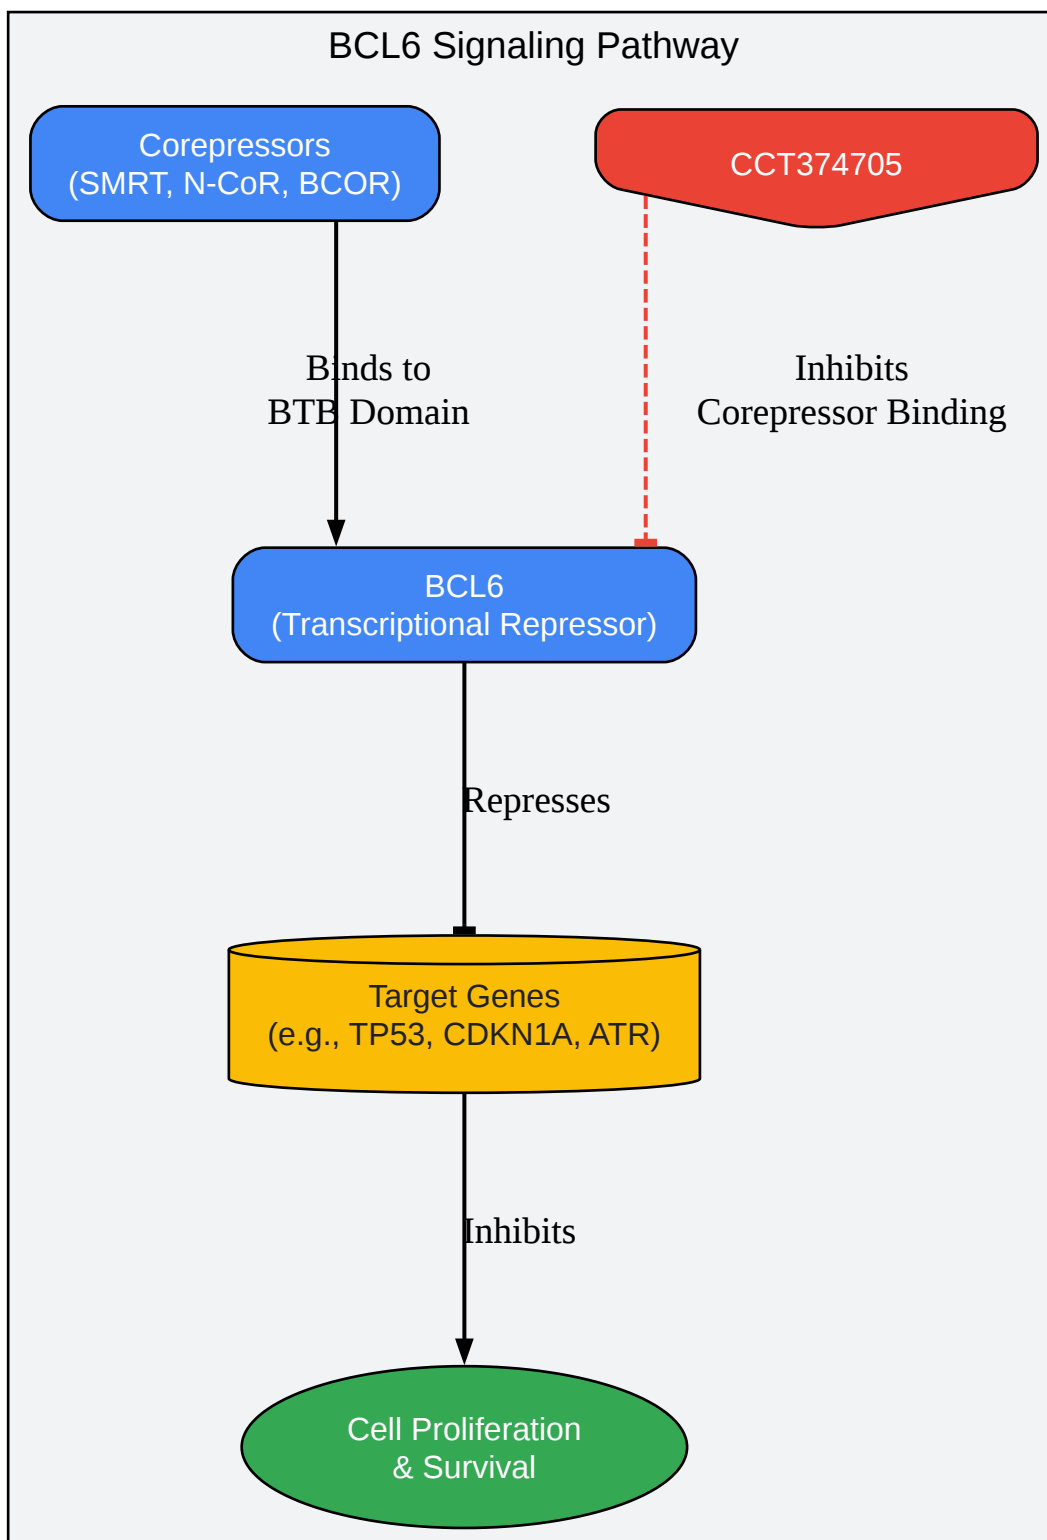 BCL6 Signaling Pathway
Corepressors
(SMRT, N-CoR, BCOR)
CCT374705
Binds to
BTB Domain
Inhibits
Corepressor Binding
BCL6
(Transcriptional Repressor)
Represses
Target Genes
(e.g., TP53, CDKN1A, ATR)
Inhibits
Cell Proliferation
& Survival